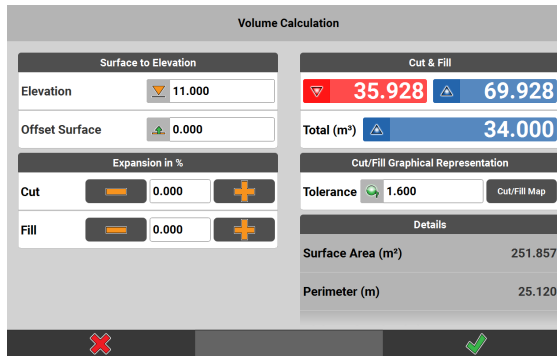 Volume Calculation
Surface to Elevation
Elevation 11.000
Offset Surface 0.000
Expansion in %
Cut 0.000
Fill 0.000
Cut & Fill
35.928 69.928
Total (m³) 34.000
Cut/Fill Graphical Representation
Tolerance 1.600 Cut/Fill Map
Details
Surface Area (m²) 251.857
Perimeter (m) 25.120